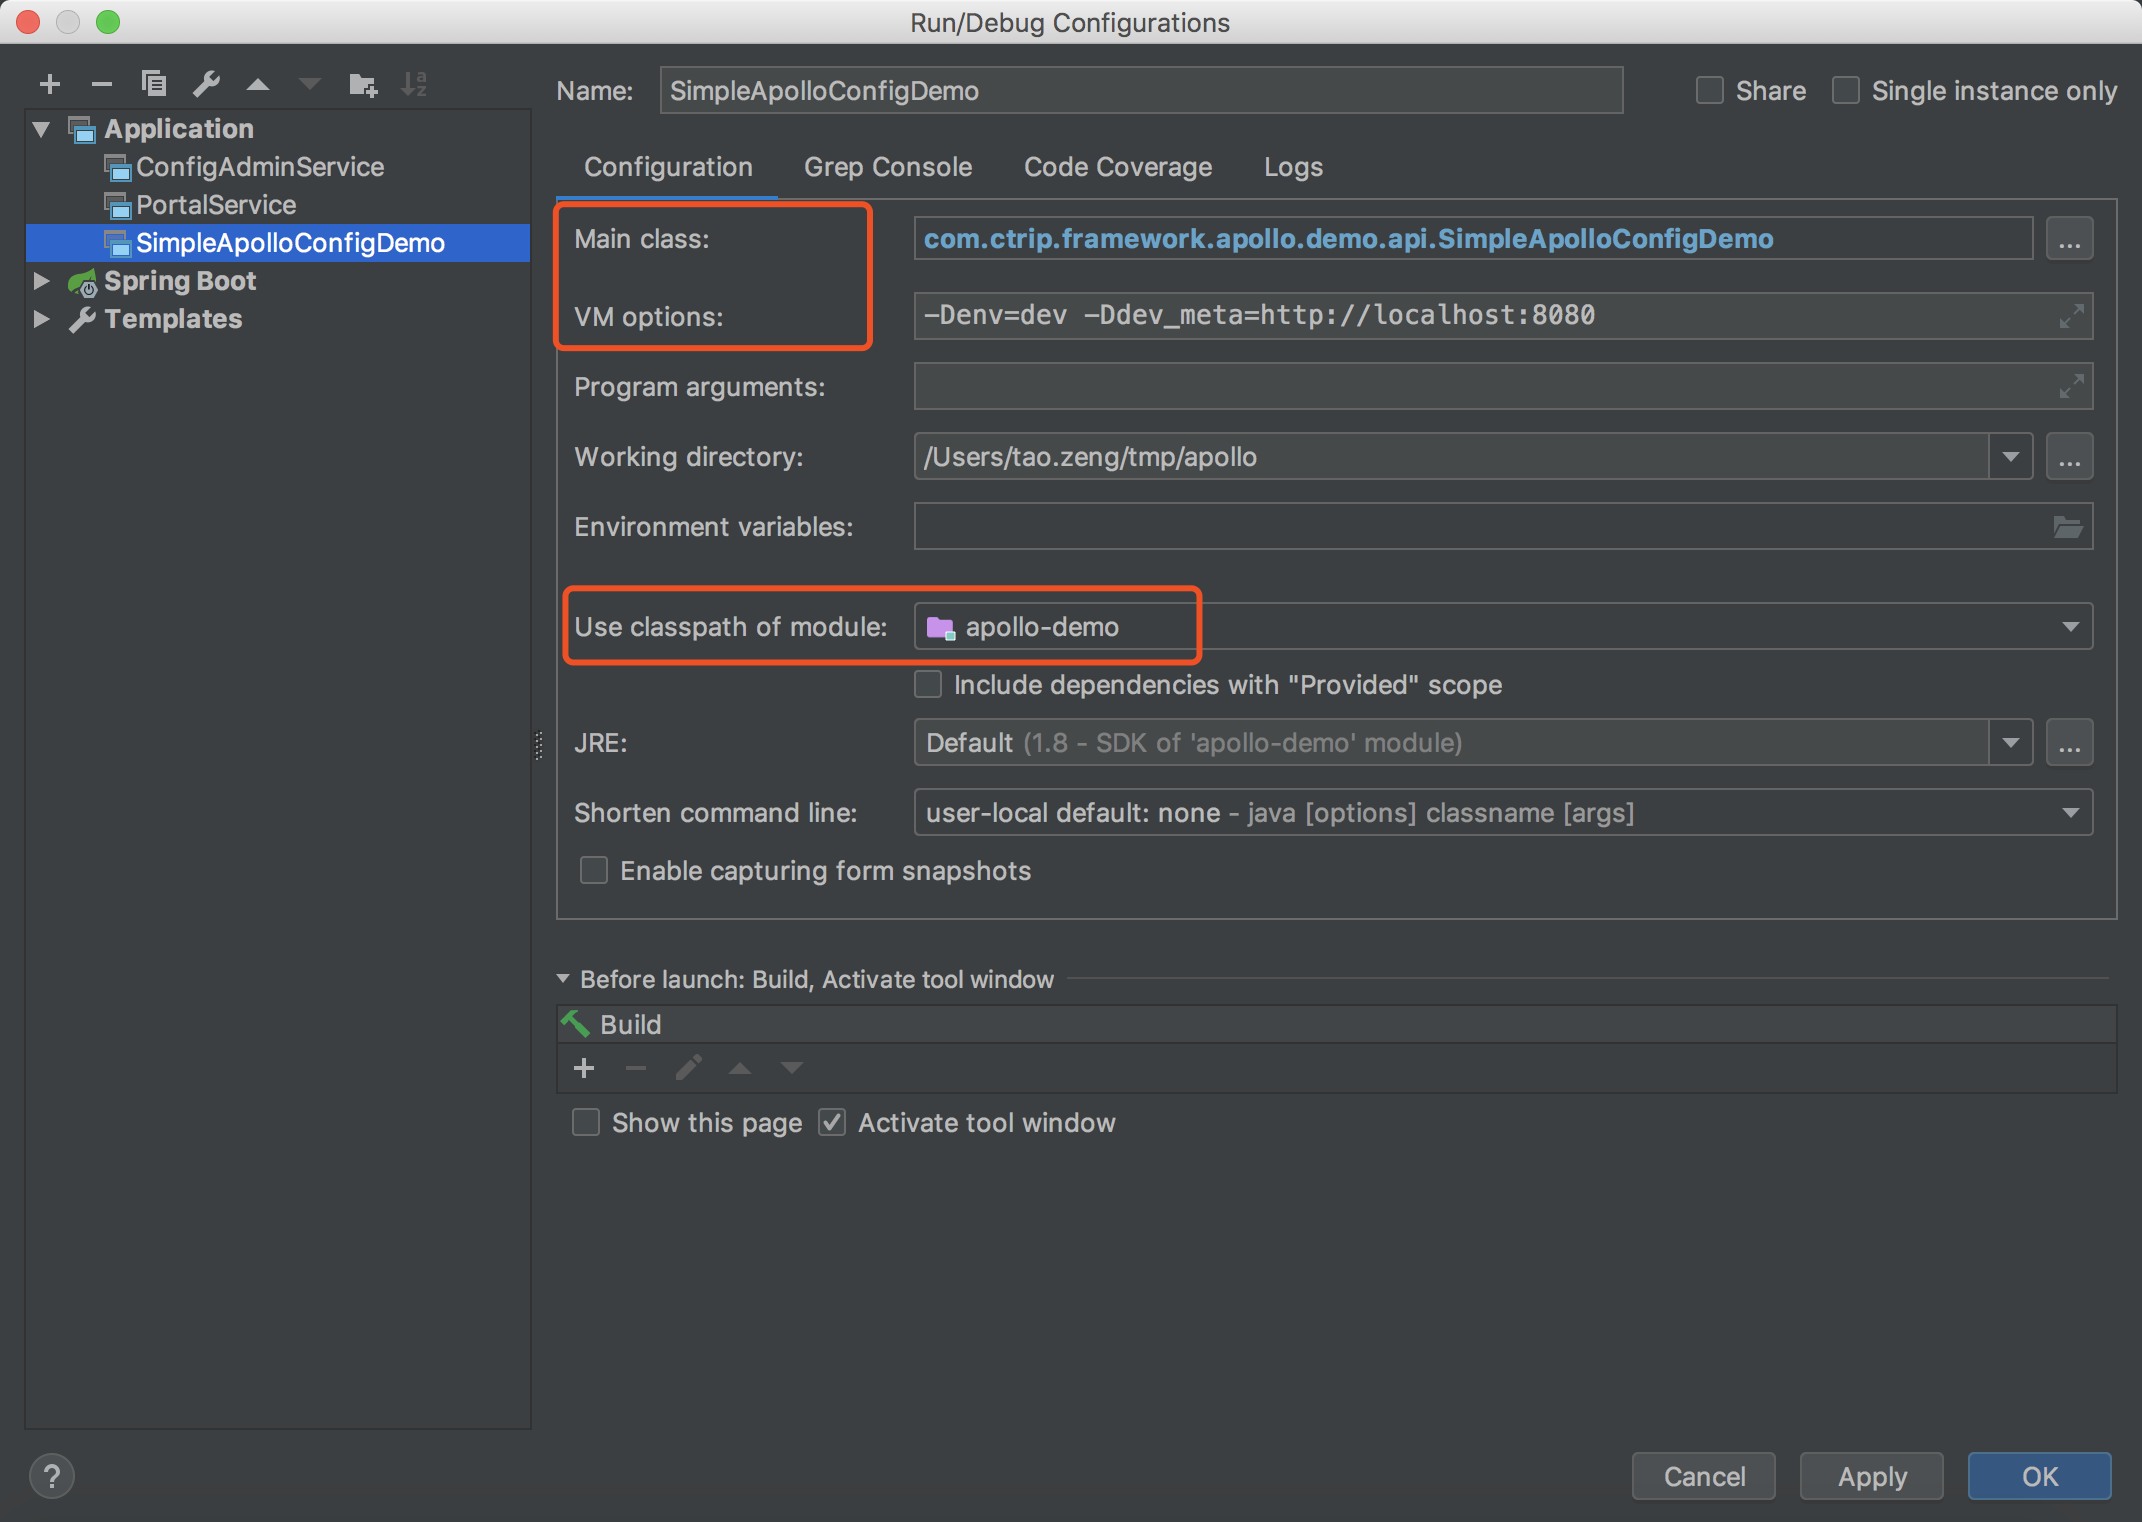 Run/Debug Configurations
Application
ConfigAdminService
PortalService
SimpleApolloConfigDemo
Spring Boot
Templates
Name: SimpleApolloConfigDemo Share Single instance only
Configuration Grep Console Code Coverage Logs
Main class: com.ctrip.framework.apollo.demo.api.SimpleApolloConfigDemo ...
VM options: -Denv=dev -Ddev_meta=http://localhost:8080
Program arguments:
Working directory: /Users/tao.zeng/tmp/apollo ...
Environment variables:
Use classpath of module: apollo-demo
Include dependencies with "Provided" scope
JRE: Default (1.8 - SDK of 'apollo-demo' module) ...
Shorten command line: user-local default: none - java [options] classname [args]
Enable capturing form snapshots
Before launch: Build, Activate tool window
Build
Show this page Activate tool window
? Cancel Apply OK